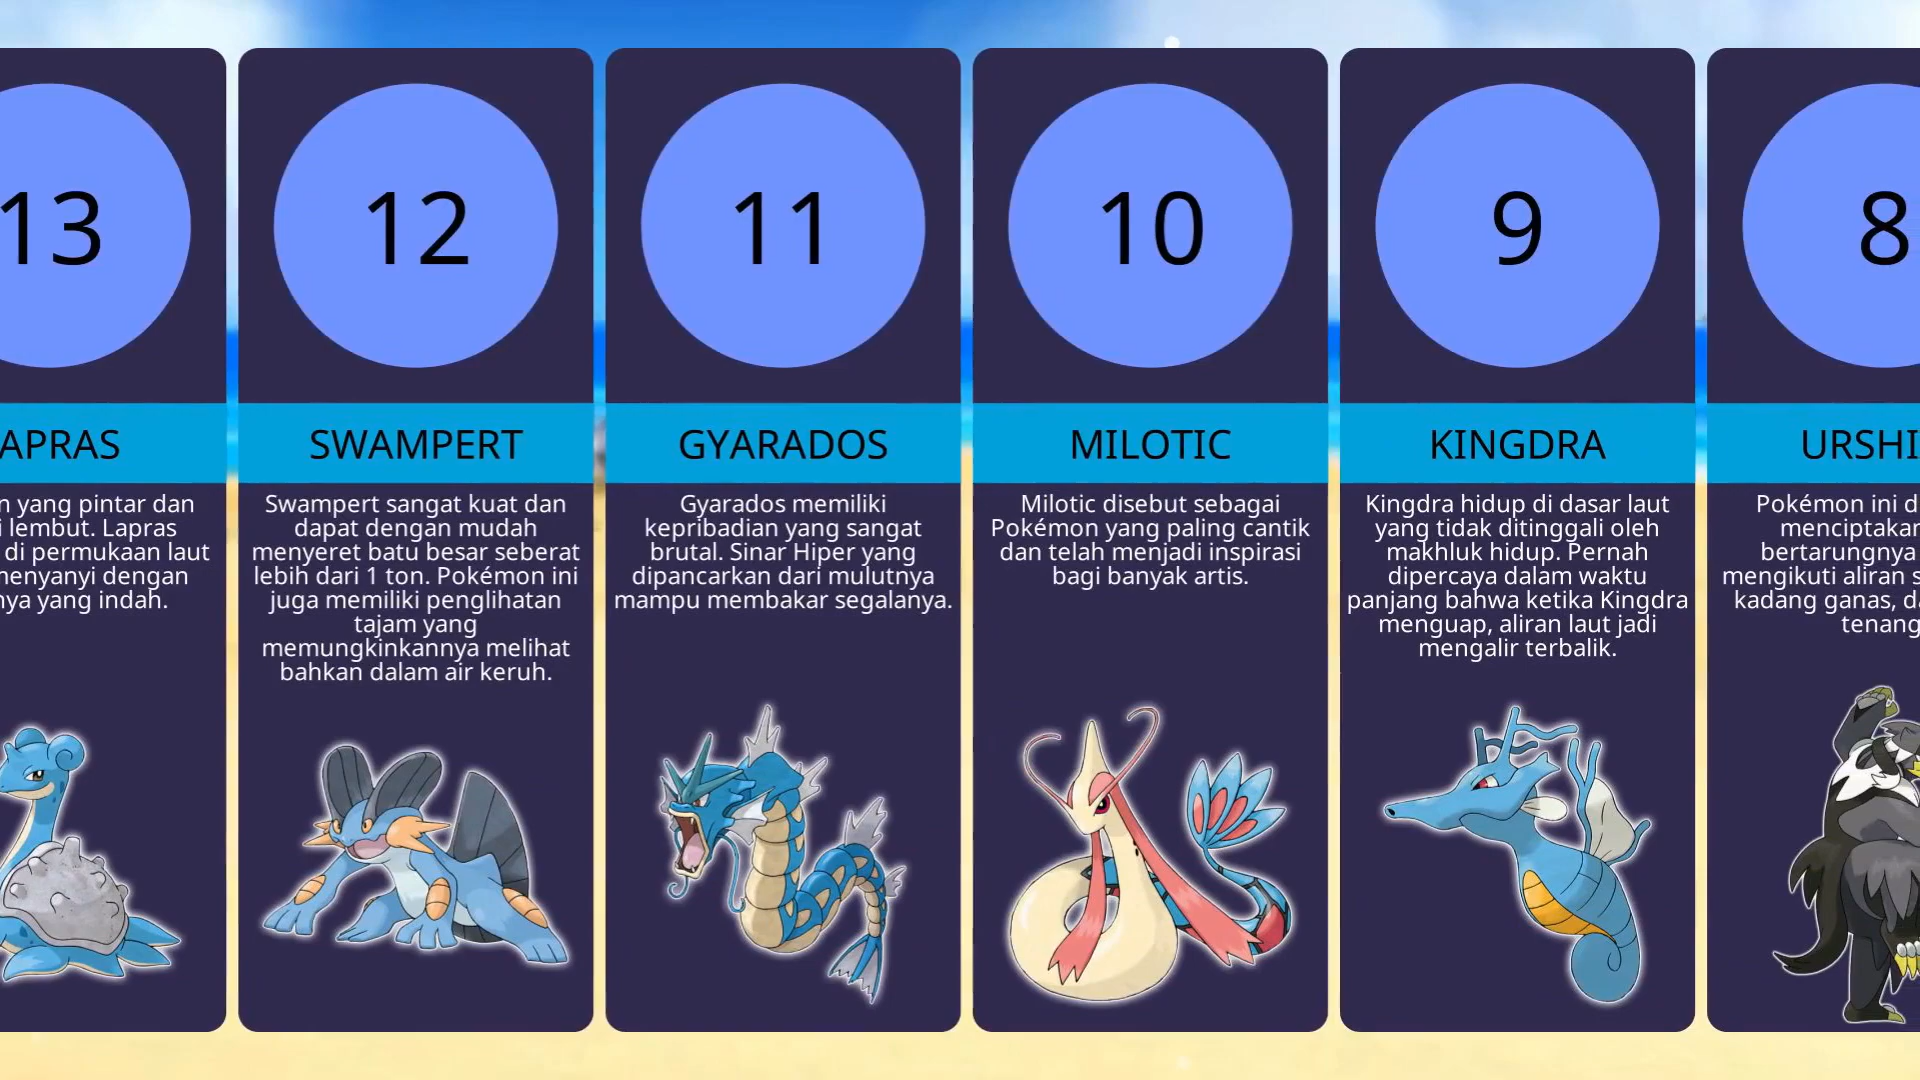 13
APRAS
yang pintar dan
lembut. Lapras
di permukaan laut
menyanyi dengan
nya yang indah.
12
SWAMPERT
Swampert sangat kuat dan
dapat dengan mudah
menyeret batu besar seberat
lebih dari 1 ton. Pokémon ini
juga memiliki penglihatan
tajam yang
memungkinkannya melihat
bahkan dalam air keruh.
11
GYARADOS
Gyarados memiliki
kepribadian yang sangat
brutal. Sinar Hiper yang
dipancarkan dari mulutnya
mampu membakar segalanya.
10
MILOTIC
Milotic disebut sebagai
Pokémon yang paling cantik
dan telah menjadi inspirasi
bagi banyak artis.
9
KINGDRA
Kingdra hidup di dasar laut
yang tidak ditinggali oleh
makhluk hidup. Pernah
dipercaya dalam waktu
panjang bahwa ketika Kingdra
menguap, aliran laut jadi
mengalir terbalik.
8
URSHI
Pokémon ini d
menciptakan
bertarungnya
mengikuti aliran s
kadang ganas, da
tenang